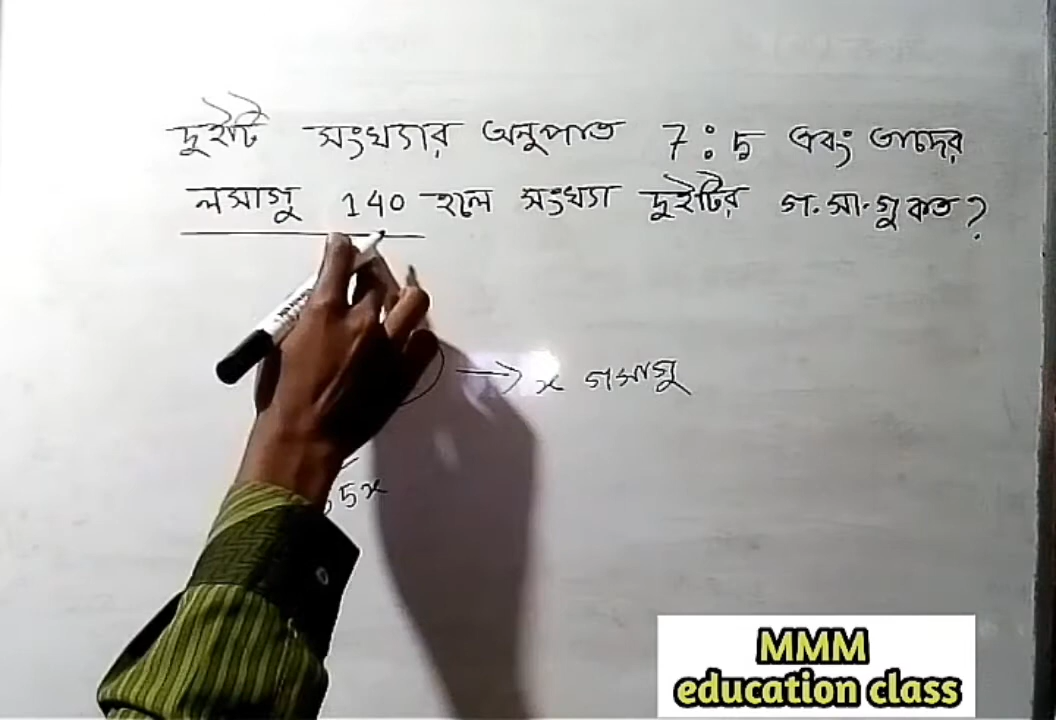 দুইটি সংখ্যার অনুপাত 7:5 এবং তাদের
লসাগু 140 হলে সংখ্যা দুইটির গ.সা.গু কত?
→ x গসাগু
5x
MMM
education class